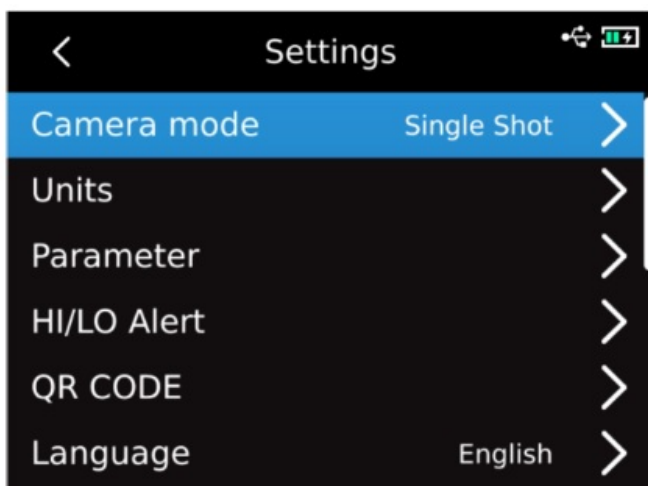 Settings
Camera mode Single Shot
Units
Parameter
HI/LO Alert
QR CODE
Language English